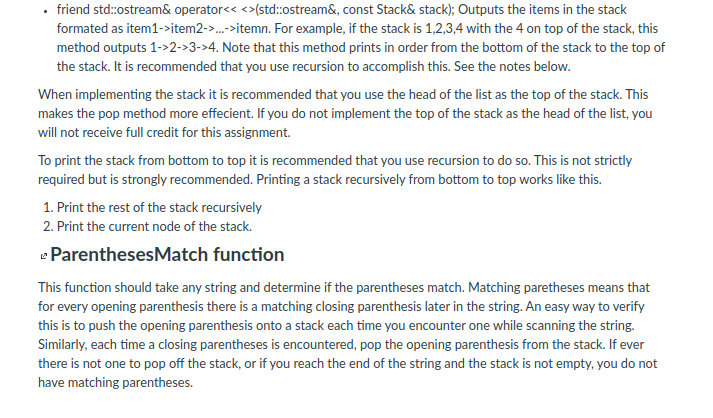 • friend std::ostream& operator<< <>(std::ostream&, const Stack& stack); Outputs the items in the stack
formated as item1->item2->...->itemn. For example, if the stack is 1,2,3,4 with the 4 on top of the stack, this
method outputs 1->2->3->4. Note that this method prints in order from the bottom of the stack to the top of
the stack. It is recommended that you use recursion to accomplish this. See the notes below.
When implementing the stack it is recommended that you use the head of the list as the top of the stack. This
makes the pop method more effecient. If you do not implement the top of the stack as the head of the list, you
will not receive full credit for this assignment.
To print the stack from bottom to top it is recommended that you use recursion to do so. This is not strictly
required but is strongly recommended. Printing a stack recursively from bottom to top works like this.
1. Print the rest of the stack recursively
2. Print the current node of the stack.
ParenthesesMatch function
This function should take any string and determine if the parentheses match. Matching paretheses means that
for every opening parenthesis there is a matching closing parenthesis later in the string. An easy way to verify
this is to push the opening parenthesis onto a stack each time you encounter one while scanning the string.
Similarly, each time a closing parentheses is encountered, pop the opening parenthesis from the stack. If ever
there is not one to pop off the stack, or if you reach the end of the string and the stack is not empty, you do not
have matching parentheses.